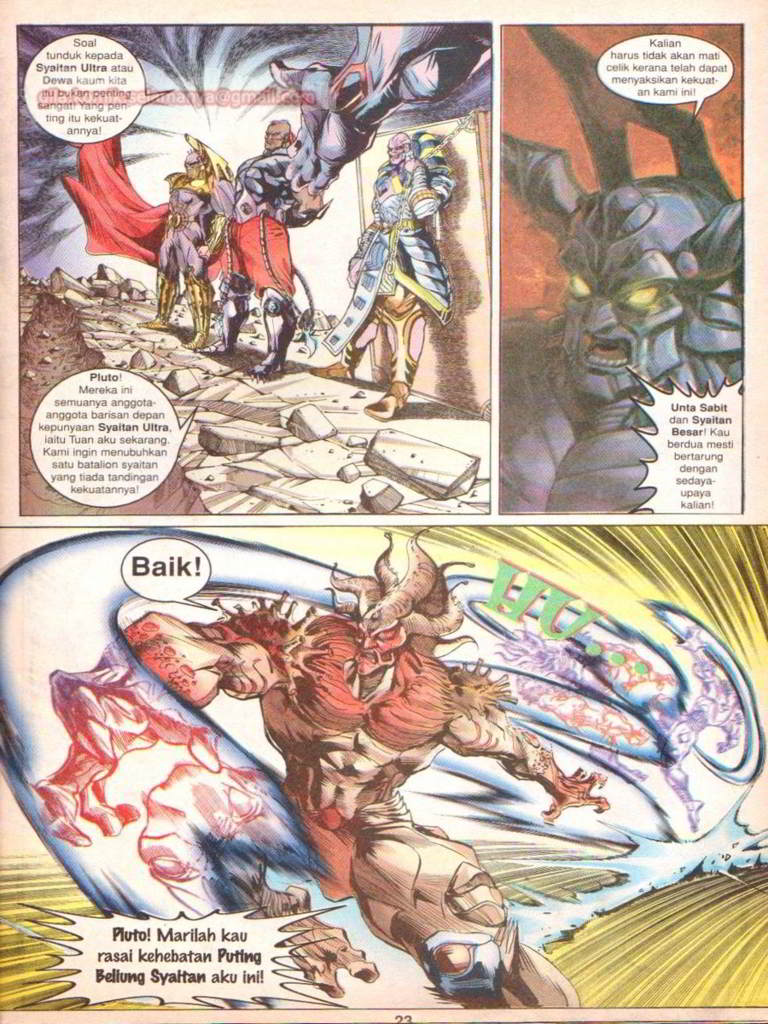 Soal
tunduk kepada
Syaitan Ultra atau
Dewa kaum kita
itu bukan penting
sangat! Yang pen-
ting itu kekuat-
annya!
Kalian
harus tidak akan mati
celik kerana telah dapat
menyaksikan kekuat-
an kami ini!
Pluto!
Mereka ini
semuanya anggota-
anggota barisan depan
kepunyaan Syaitan Ultra,
iaitu Tuan aku sekarang.
Kami ingin menubuhkan
satu batalion syaitan
yang tiada tandingan
kekuatannya!
Unta Sabit
dan Syaitan
Besar! Kau
berdua mesti
bertarung
dengan
sedaya-
upaya
kalian!
Baik!
HU...
Pluto! Marilah kau
rasai kehebatan Puting
Beliung Syaitan aku ini!
23